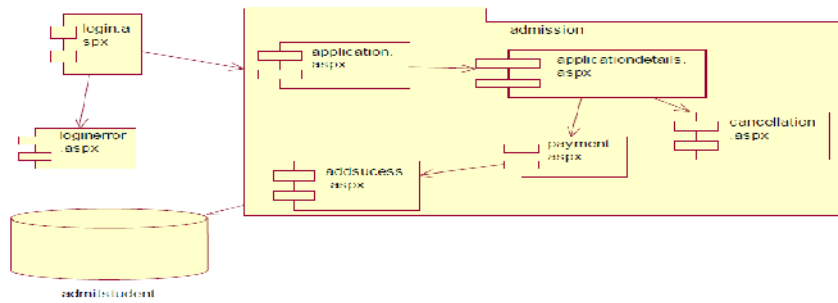 login.a
spx
admission
application.
aspx
applicationdetails.
aspx
loginerror
.aspx
cancellation
.aspx
payment
aspx
addsucess
.aspx
admitstudent